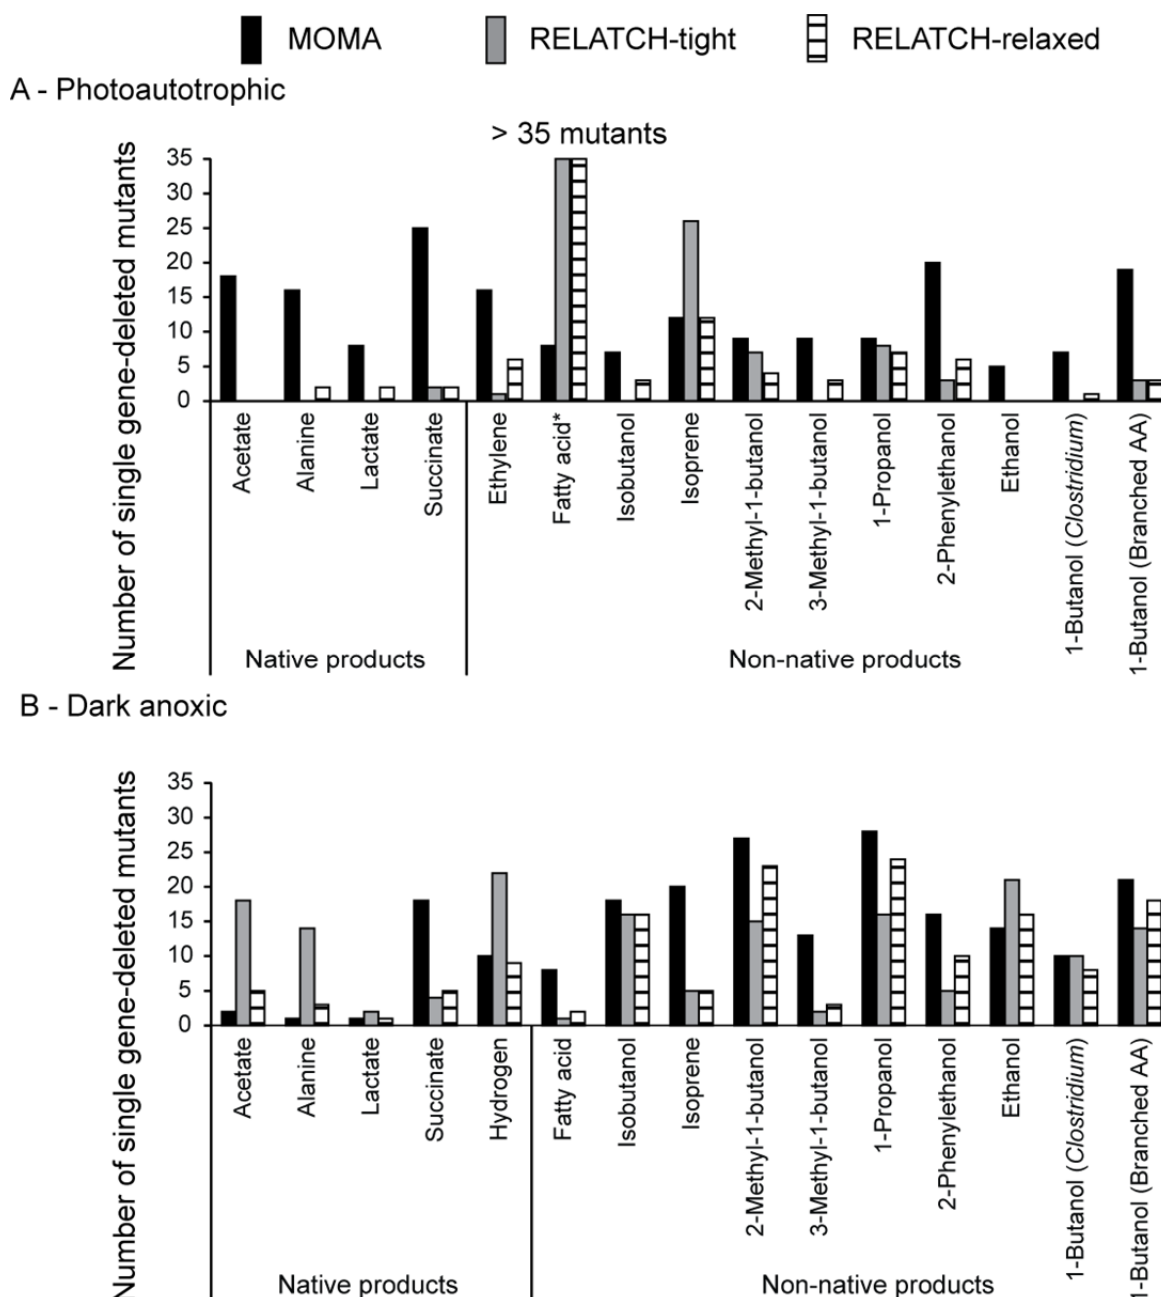 MOMA RELATCH-tight RELATCH-relaxed
A - Photoautotrophic
> 35 mutants
Number of single gene-deleted mutants
35
30
25
20
15
10
5
0
Acetate
Alanine
Lactate
Succinate
Ethylene
Fatty acid*
Isobutanol
Isoprene
2-Methyl-1-butanol
3-Methyl-1-butanol
1-Propanol
2-Phenylethanol
Ethanol
1-Butanol (Clostridium)
1-Butanol (Branched AA)
Native products Non-native products
B - Dark anoxic
Number of single gene-deleted mutants
35
30
25
20
15
10
5
0
Acetate
Alanine
Lactate
Succinate
Hydrogen
Fatty acid
Isobutanol
Isoprene
2-Methyl-1-butanol
3-Methyl-1-butanol
1-Propanol
2-Phenylethanol
Ethanol
1-Butanol (Clostridium)
1-Butanol (Branched AA)
Native products Non-native products